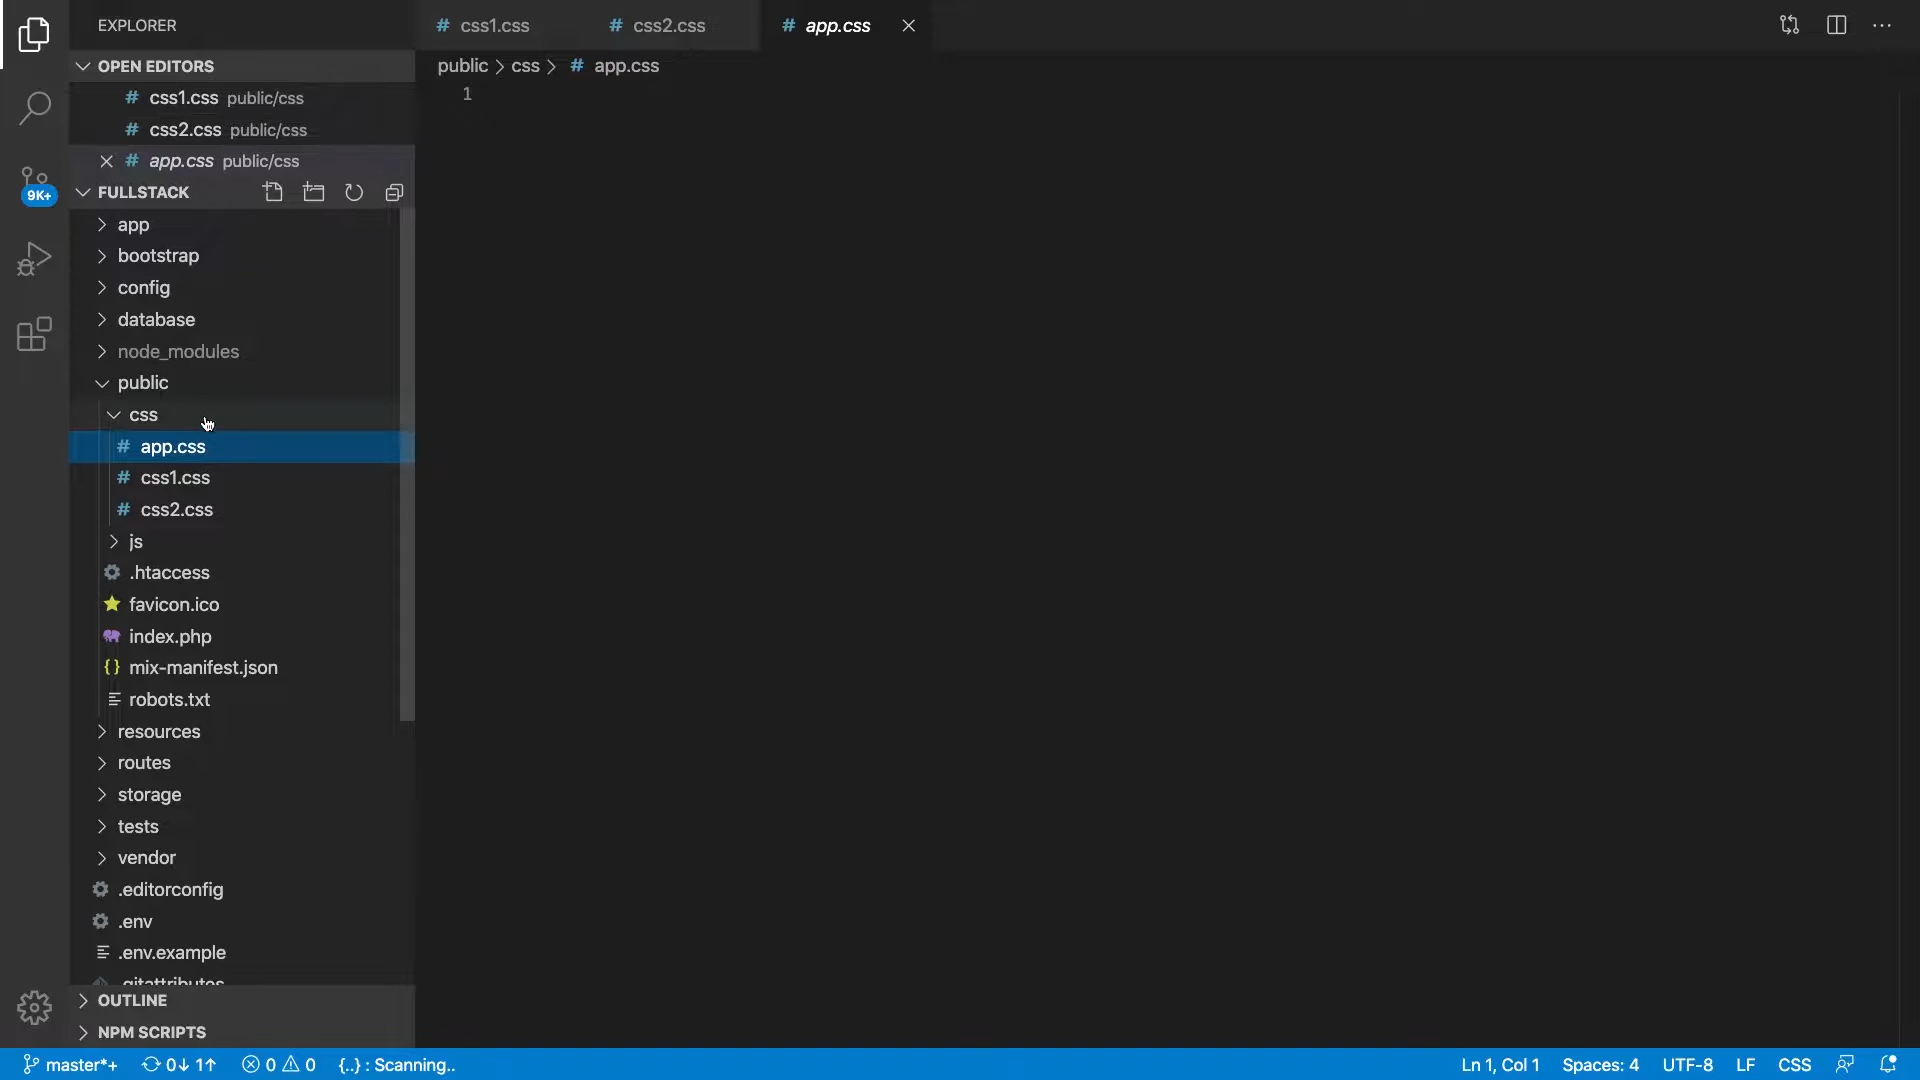 EXPLORER
# css1.css
# css2.css
# app.css
OPEN EDITORS
public > css > # app.css
# css1.css public/css
1
# css2.css public/css
# app.css public/css
9K+
FULLSTACK
app
bootstrap
config
database
node_modules
public
css
# app.css
# css1.css
# css2.css
js
.htaccess
favicon.ico
index.php
{} mix-manifest.json
robots.txt
resources
routes
storage
tests
vendor
.editorconfig
.env
.env.example
.gitattributes
OUTLINE
NPM SCRIPTS
master*+ 0↓ 1↑ 0 0 {..} : Scanning.. Ln 1, Col 1 Spaces: 4 UTF-8 LF CSS